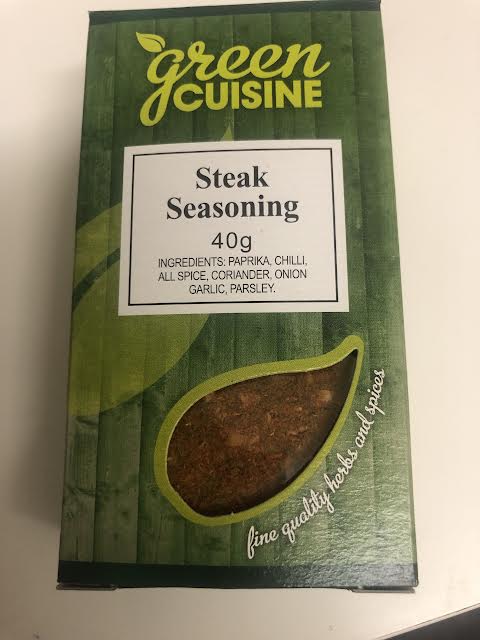 green
CUISINE
Steak
Seasoning
40g
INGREDIENTS: PAPRIKA, CHILLI,
ALL SPICE, CORIANDER, ONION
GARLIC, PARSLEY.
fine quality herbs and spices